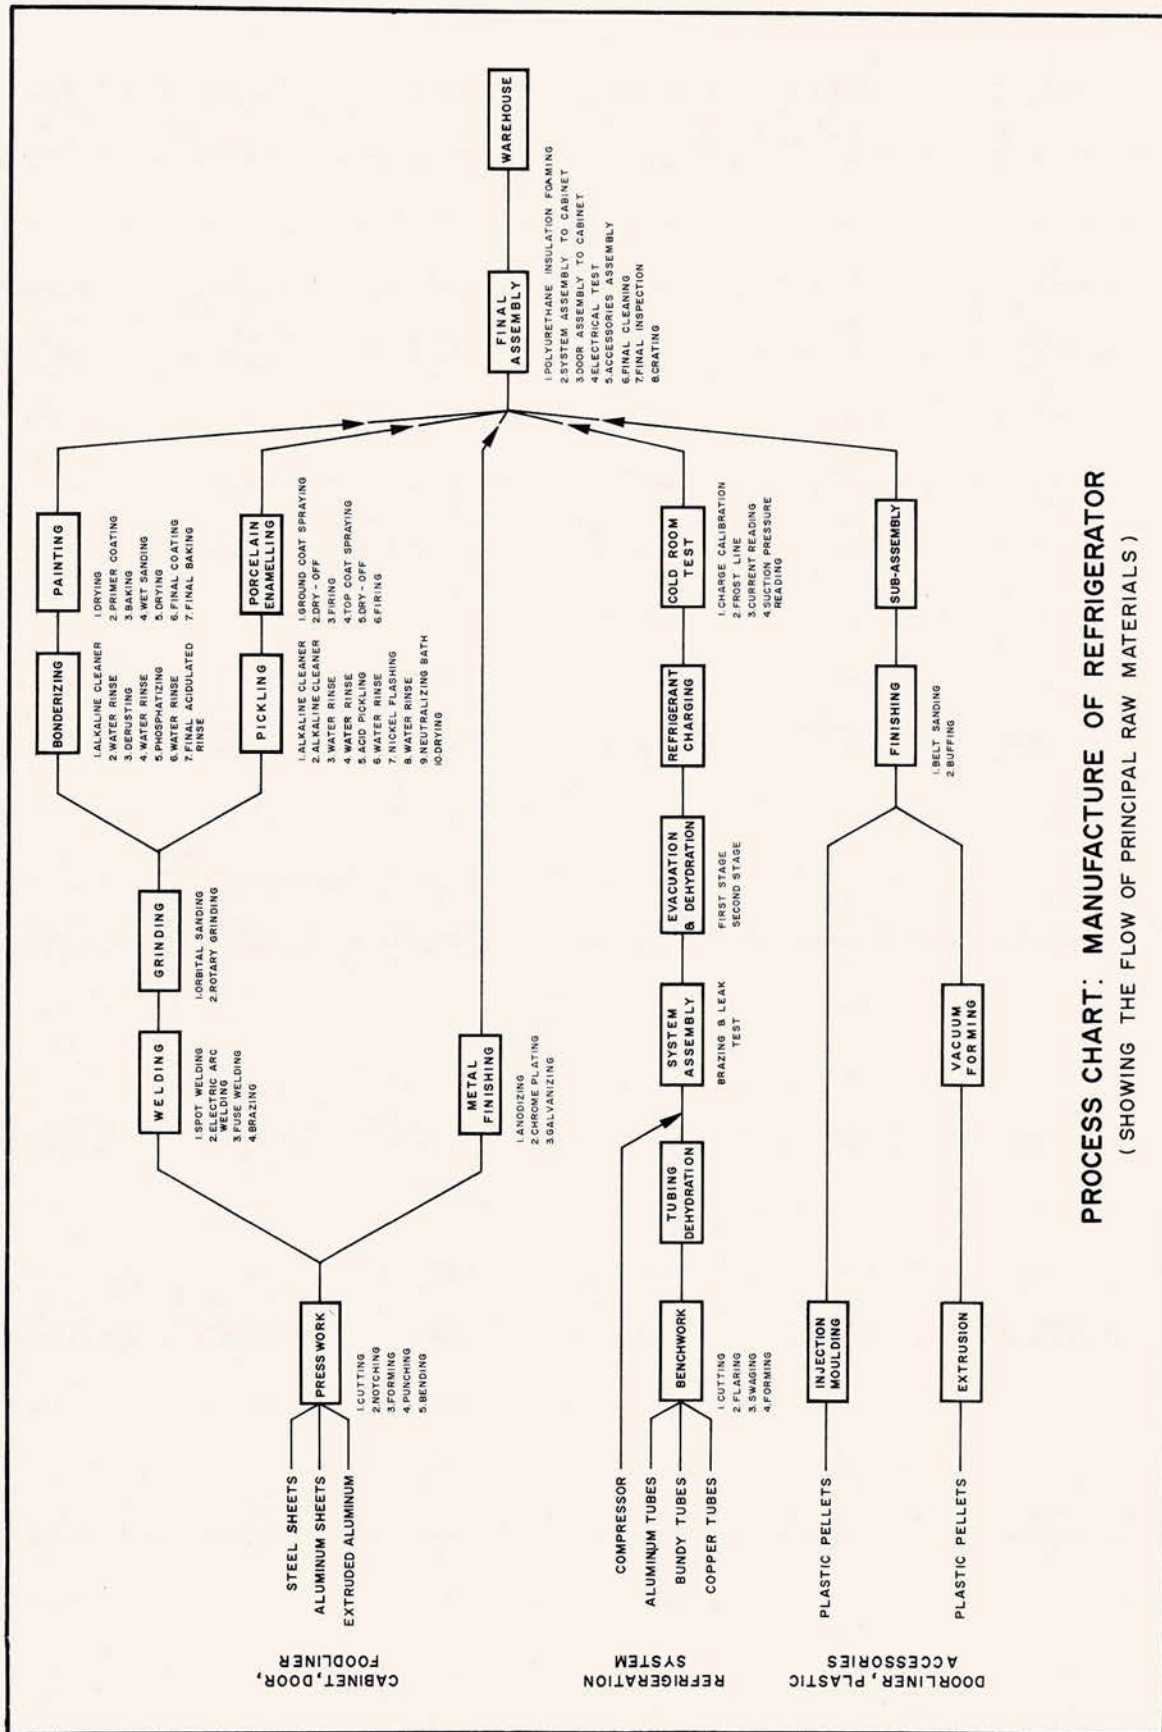 CABINET, DOOR,
FOODLINER
STEEL SHEETS
ALUMINUM SHEETS
EXTRUDED ALUMINUM
PRESS WORK
1.CUTTING
2.NOTCHING
3.FORMING
4.PUNCHING
5.BENDING
WELDING
1.SPOT WELDING
2.ELECTRIC ARC
WELDING
3.FUSE WELDING
4.BRAZING
GRINDING
1.ORBITAL SANDING
2.ROTARY GRINDING
BONDERIZING
1.ALKALINE CLEANER
2.WATER RINSE
3.DERUSTING
4.WATER RINSE
5.PHOSPHATIZING
6.WATER RINSE
7.FINAL ACIDULATED
RINSE
PAINTING
1.DRYING
2.PRIMER COATING
3.BAKING
4.WET SANDING
5.DRYING
6.FINAL COATING
7.FINAL BAKING
PICKLING
1.ALKALINE CLEANER
2.ALKALINE CLEANER
3 WATER RINSE
4.WATER RINSE
5.ACID PICKLING
6 WATER RINSE
7.NICKEL FLASHING
8.WATER RINSE
9.NEUTRALIZING BATH
10.DRYING
PORCELAIN
ENAMELLING
1.GROUND COAT SPRAYING
2.DRY-OFF
3.FIRING
4.TOP COAT SPRAYING
5.DRY-OFF
6.FIRING
METAL
FINISHING
1.ANODIZING
2.CHROME PLATING
3.GALVANIZING
FINAL
ASSEMBLY
1.POLYURETHANE INSULATION FOAMING
2.SYSTEM ASSEMBLY TO CABINET
3.DOOR ASSEMBLY TO CABINET
4.ELECTRICAL TEST
5.ACCESSORIES ASSEMBLY
6.FINAL CLEANING
7.FINAL INSPECTION
8.CRATING
WAREHOUSE
REFRIGERATION
SYSTEM
COMPRESSOR
ALUMINUM TUBES
BUNDY TUBES
COPPER TUBES
BENCHWORK
1.CUTTING
2.FLARING
3.SWAGING
4.FORMING
TUBING
DEHYDRATION
SYSTEM
ASSEMBLY
BRAZING & LEAK
TEST
EVACUATION
& DEHYDRATION
FIRST STAGE
SECOND STAGE
REFRIGERANT
CHARGING
COLD ROOM
TEST
1.CHARGE CALIBRATION
2.FROST LINE
3.CURRENT READING
4.SUCTION PRESSURE
READING
DOORLINER, PLASTIC
ACCESSORIES
PLASTIC PELLETS
INJECTION
MOULDING
PLASTIC PELLETS
EXTRUSION
VACUUM
FORMING
FINISHING
1.BELT SANDING
2.BUFFING
SUB-ASSEMBLY
PROCESS CHART: MANUFACTURE OF REFRIGERATOR
(SHOWING THE FLOW OF PRINCIPAL RAW MATERIALS)